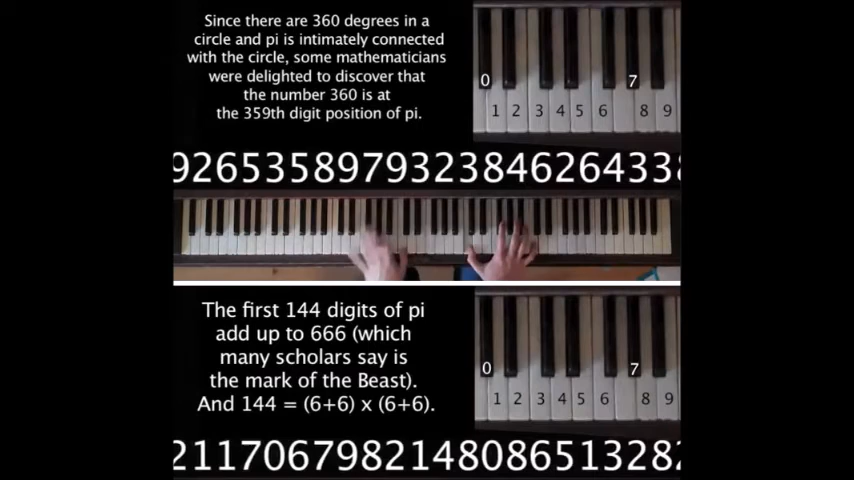 Since there are 360 degrees in a
circle and pi is intimately connected
with the circle, some mathematicians
were delighted to discover that
the number 360 is at
the 359th digit position of pi.
0 7
1 2 3 4 5 6 8 9
9265358979323846264338
The first 144 digits of pi
add up to 666 (which
many scholars say is
the mark of the Beast).
And 144 = (6+6) x (6+6).
0 7
1 2 3 4 5 6 8 9
2117067982148086513282